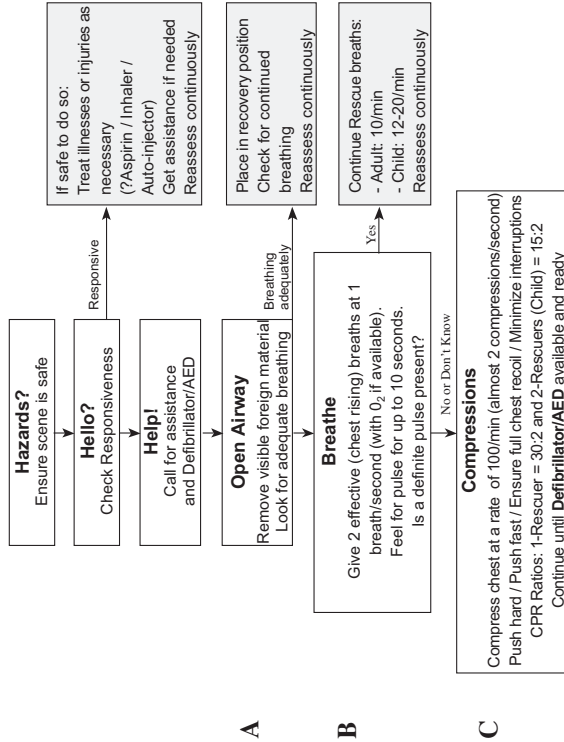 Hazards?
Ensure scene is safe
Hello?
Check Responsiveness
Responsive
If safe to do so:
Treat illnesses or injuries as
necessary
(?Aspirin / Inhaler /
Auto-injector)
Get assistance if needed
Reassess continuously
Help!
Call for assistance
and Defibrillator/AED
A
Open Airway
Remove visible foreign material
Look for adequate breathing
Breathing
adequately
Place in recovery position
Check for continued
breathing
Reassess continuously
B
Breathe
Give 2 effective (chest rising) breaths at 1
breath/second (with 0₂ if available).
Feel for pulse for up to 10 seconds.
Is a definite pulse present?
Yes
Continue Rescue breaths:
- Adult: 10/min
- Child: 12-20/min
Reassess continuously
No or Don't Know
C
Compressions
Compress chest at a rate of 100/min (almost 2 compressions/second)
Push hard / Push fast / Ensure full chest recoil / Minimize interruptions
CPR Ratios: 1-Rescuer = 30:2 and 2-Rescuers (Child) = 15:2
Continue until Defibrillator/AED available and ready